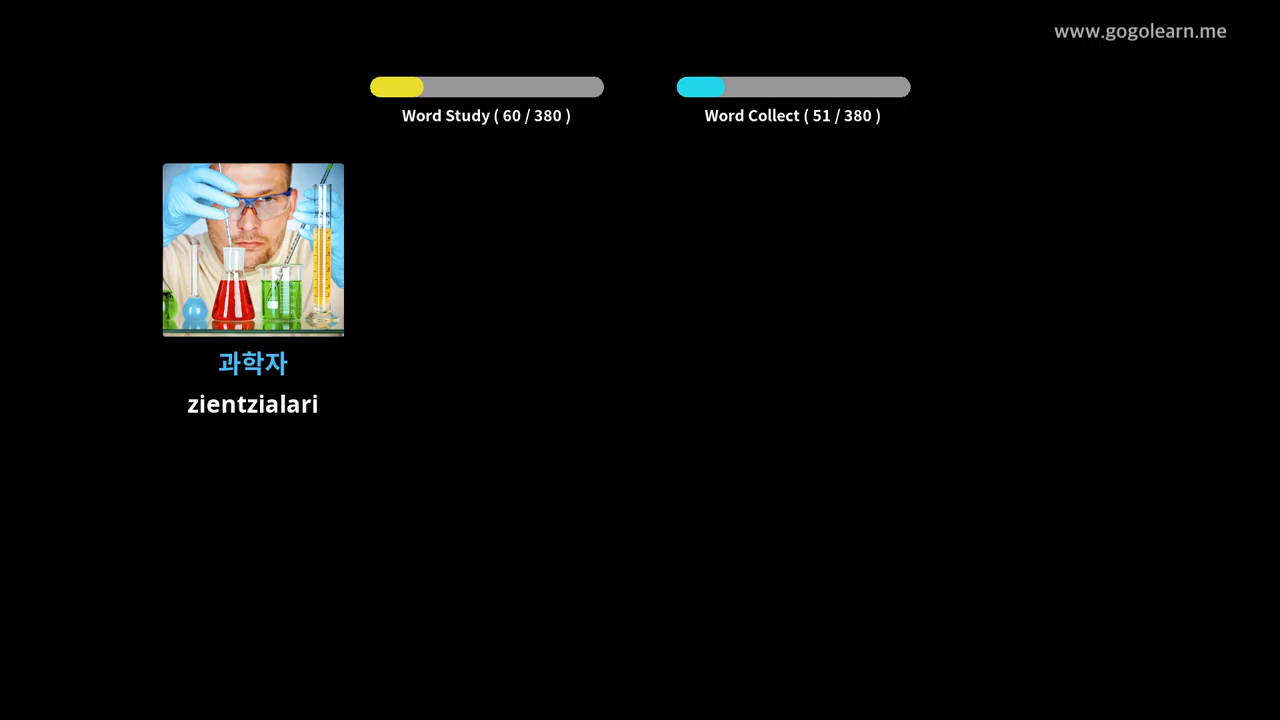 www.gogolearn.me
Word Study ( 60 / 380 )
Word Collect ( 51 / 380 )
과학자
zientzialari